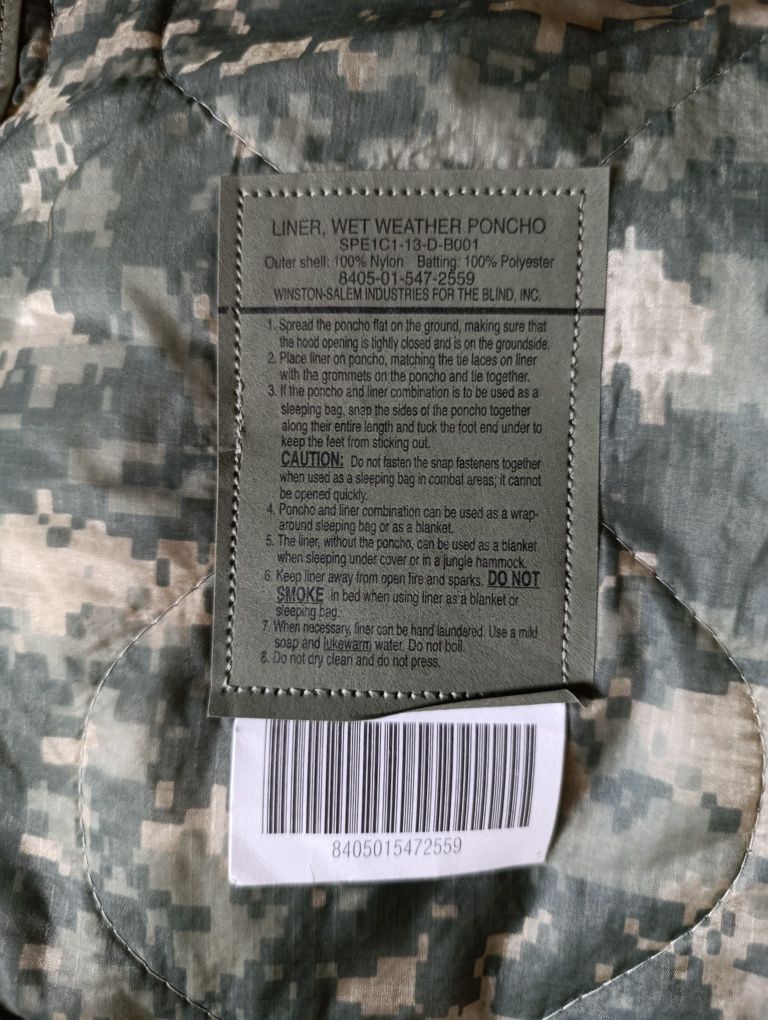 LINER, WET WEATHER PONCHO
SPE1C1-13-D-B001
Outer shell: 100% Nylon Batting: 100% Polyester
8405-01-547-2559
WINSTON-SALEM INDUSTRIES FOR THE BLIND, INC.
1. Spread the poncho flat on the ground, making sure that
the hood opening is tightly closed and is on the groundside.
2. Place liner on poncho, matching the tie laces on liner
with the grommets on the poncho and tie together.
3. If the poncho and liner combination is to be used as a
sleeping bag, snap the sides of the poncho together
along their entire length and tuck the foot end under to
keep the feet from sticking out.
CAUTION: Do not fasten the snap fasteners together
when used as a sleeping bag in combat areas; it cannot
be opened quickly.
4. Poncho and liner combination can be used as a wrap-
around sleeping bag or as a blanket.
5. The liner, without the poncho, can be used as a blanket
when sleeping under cover or in a jungle hammock.
6. Keep liner away from open fire and sparks. DO NOT
SMOKE in bed when using liner as a blanket or
sleeping bag.
7. When necessary, liner can be hand laundered. Use a mild
soap and lukewarm water. Do not boil.
8. Do not dry clean and do not press.
8405015472559